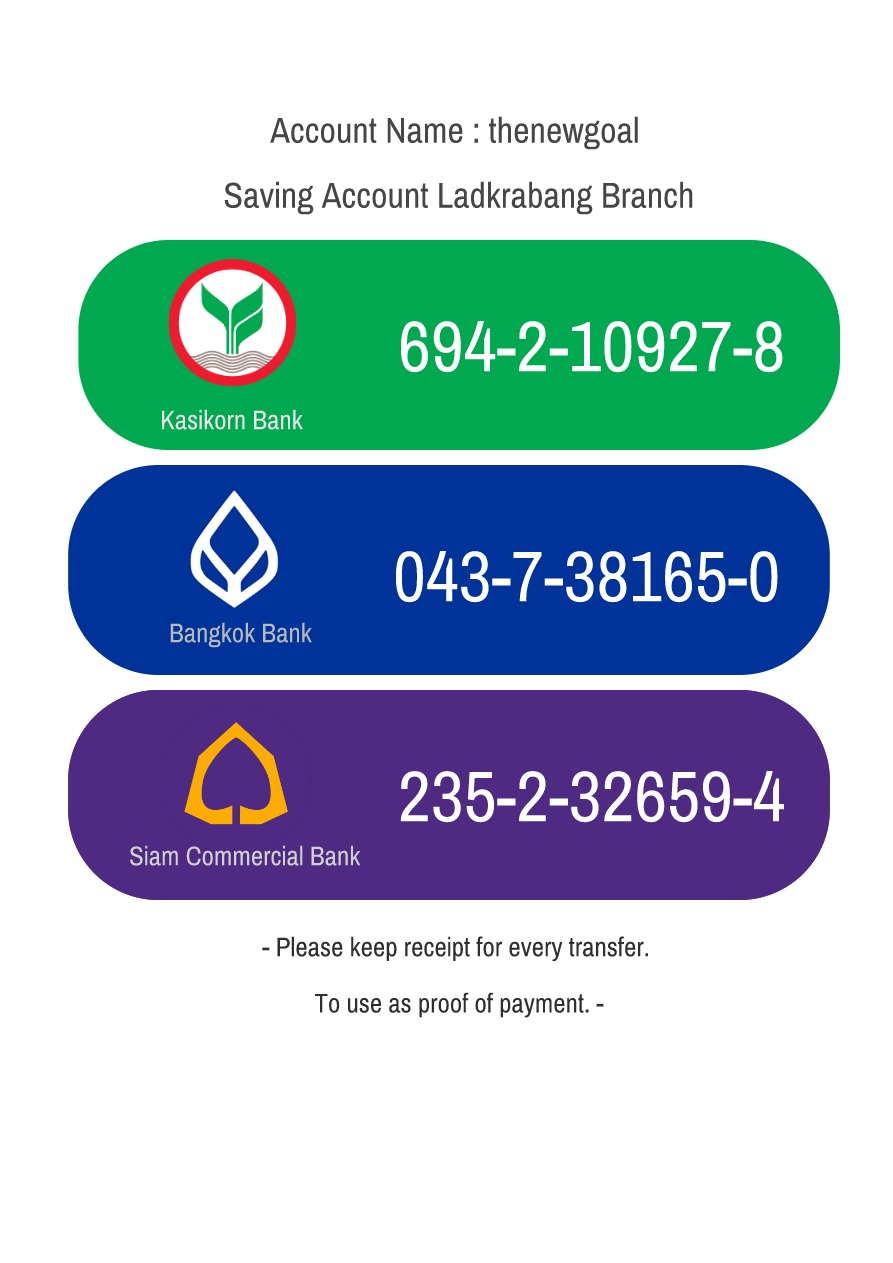 Account Name : thenewgoal
Saving Account Ladkrabang Branch
694-2-10927-8
Kasikorn Bank
043-7-38165-0
Bangkok Bank
235-2-32659-4
Siam Commercial Bank
- Please keep receipt for every transfer.
To use as proof of payment. -